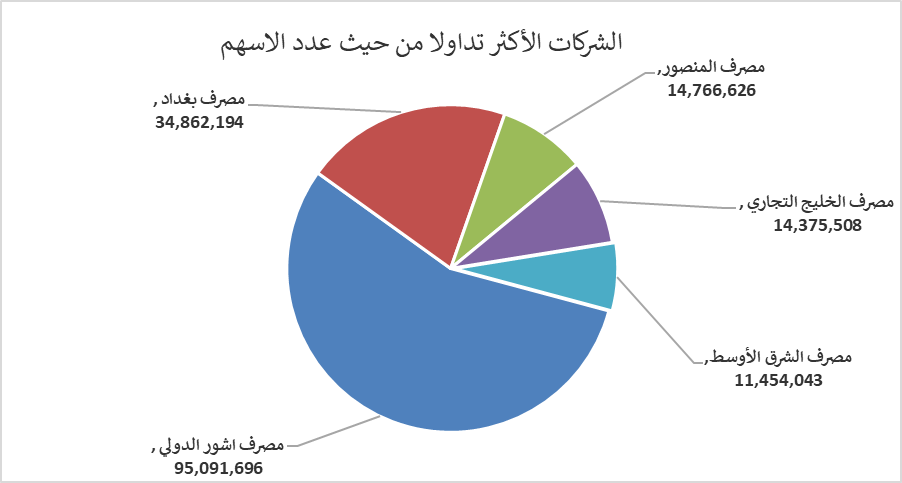 الشركات الأكثر تداولا من حيث عدد الاسهم
مصرف المنصور,
14,766,626
مصرف بغداد ,
34,862,194
مصرف الخليج التجاري ,
14,375,508
مصرف الشرق الأوسط,
11,454,043
مصرف اشور الدولي ,
95,091,696